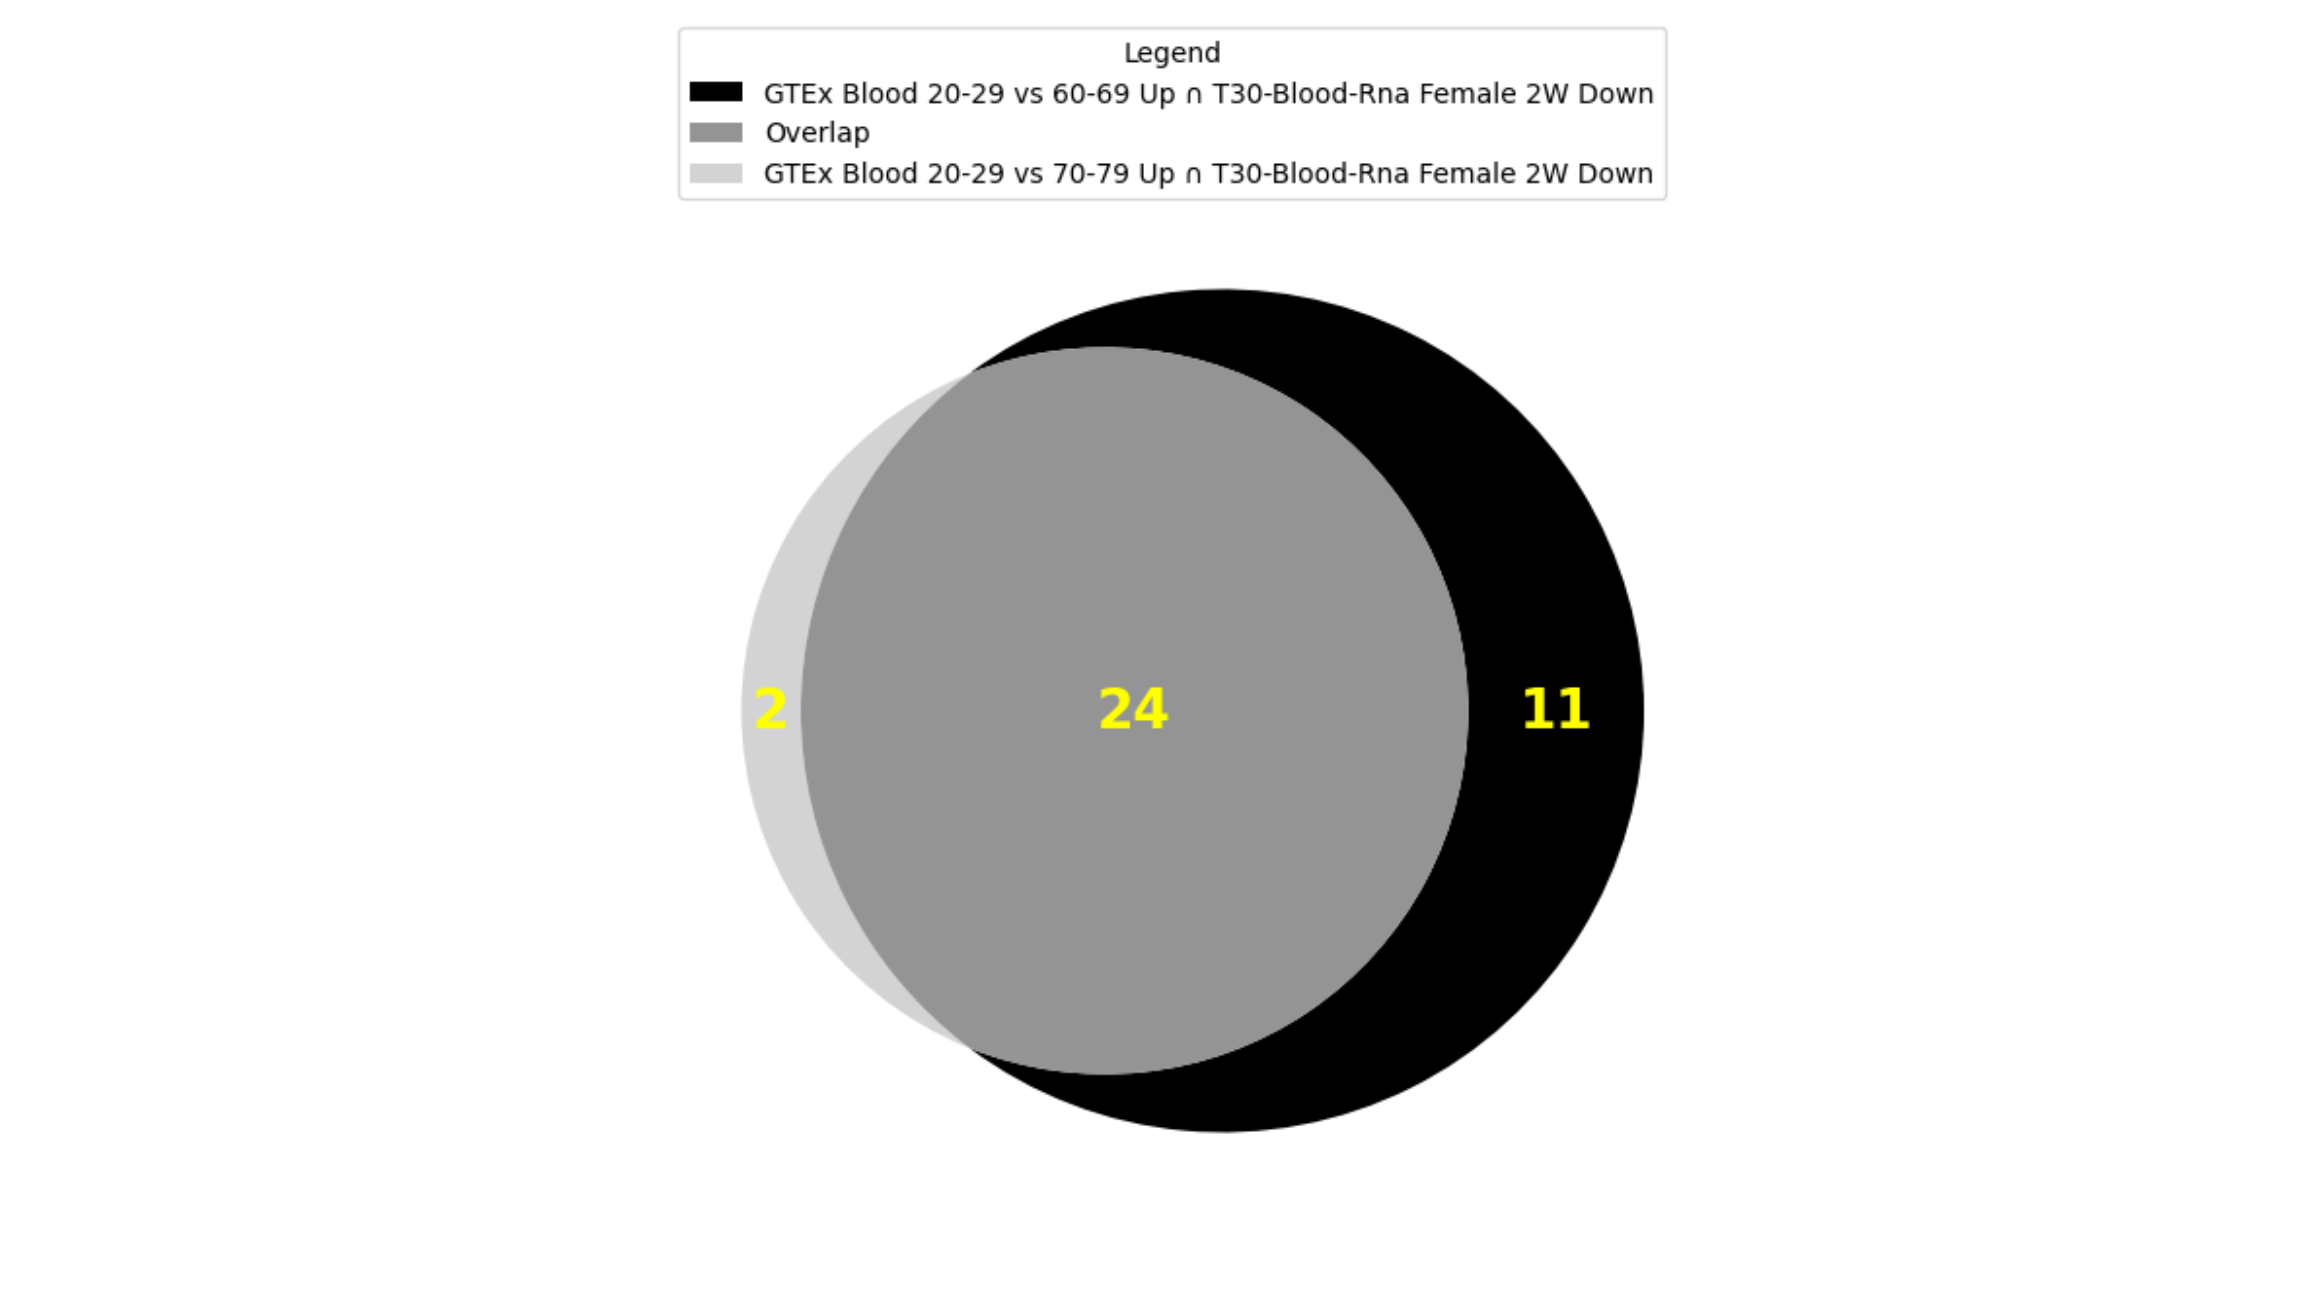 Legend
GTEx Blood 20-29 vs 60-69 Up ∩ T30-Blood-Rna Female 2W Down
Overlap
GTEx Blood 20-29 vs 70-79 Up ∩ T30-Blood-Rna Female 2W Down
2
24
11